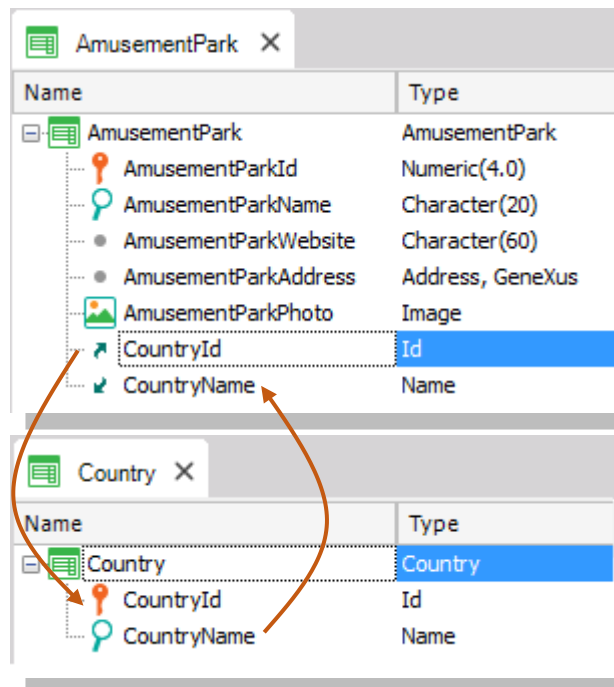 AmusementPark
Name Type
AmusementPark AmusementPark
AmusementParkId Numeric(4.0)
AmusementParkName Character(20)
AmusementParkWebsite Character(60)
AmusementParkAddress Address, GeneXus
AmusementParkPhoto Image
CountryId Id
CountryName Name
Country
Name Type
Country Country
CountryId Id
CountryName Name